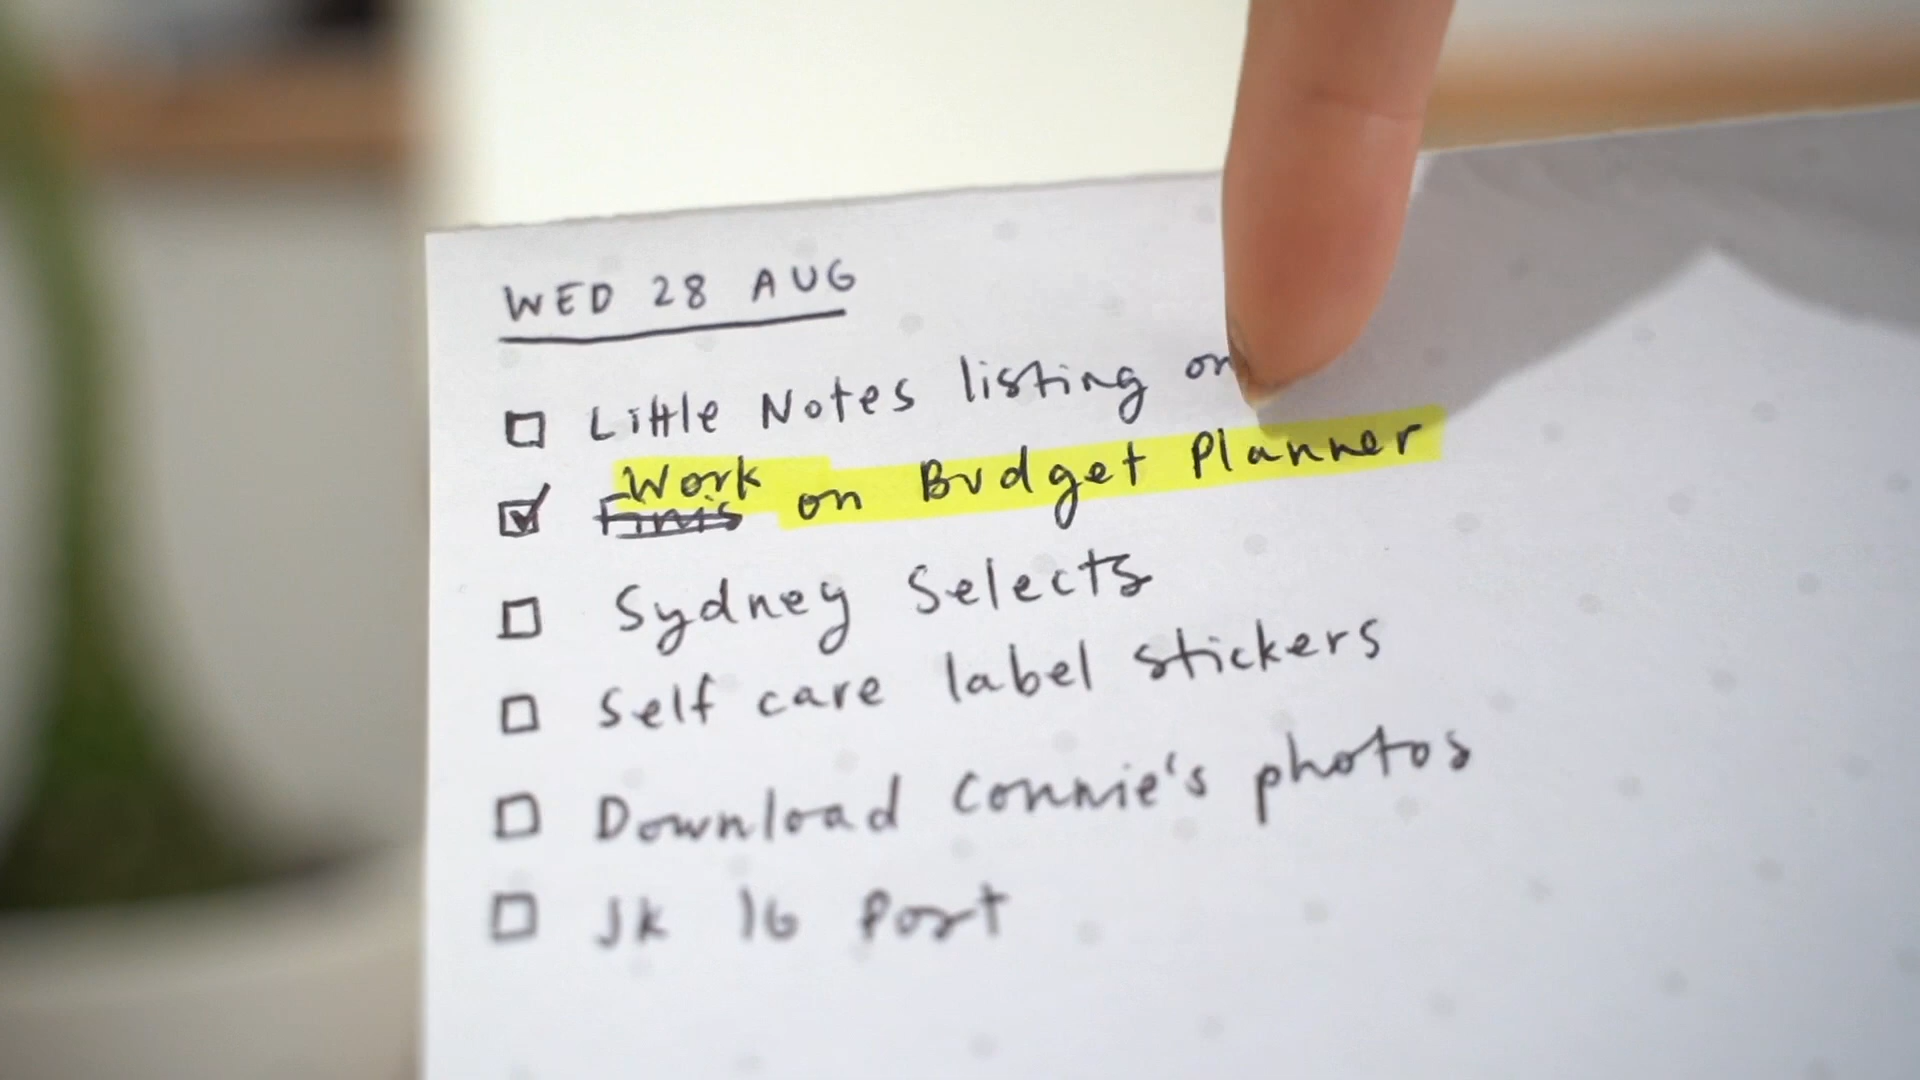 WED 28 AUG
Little Notes listing on
Work
on Budget Planner
Sydney Selects
Self care label stickers
Download Connie's photos
Jk 16 Post